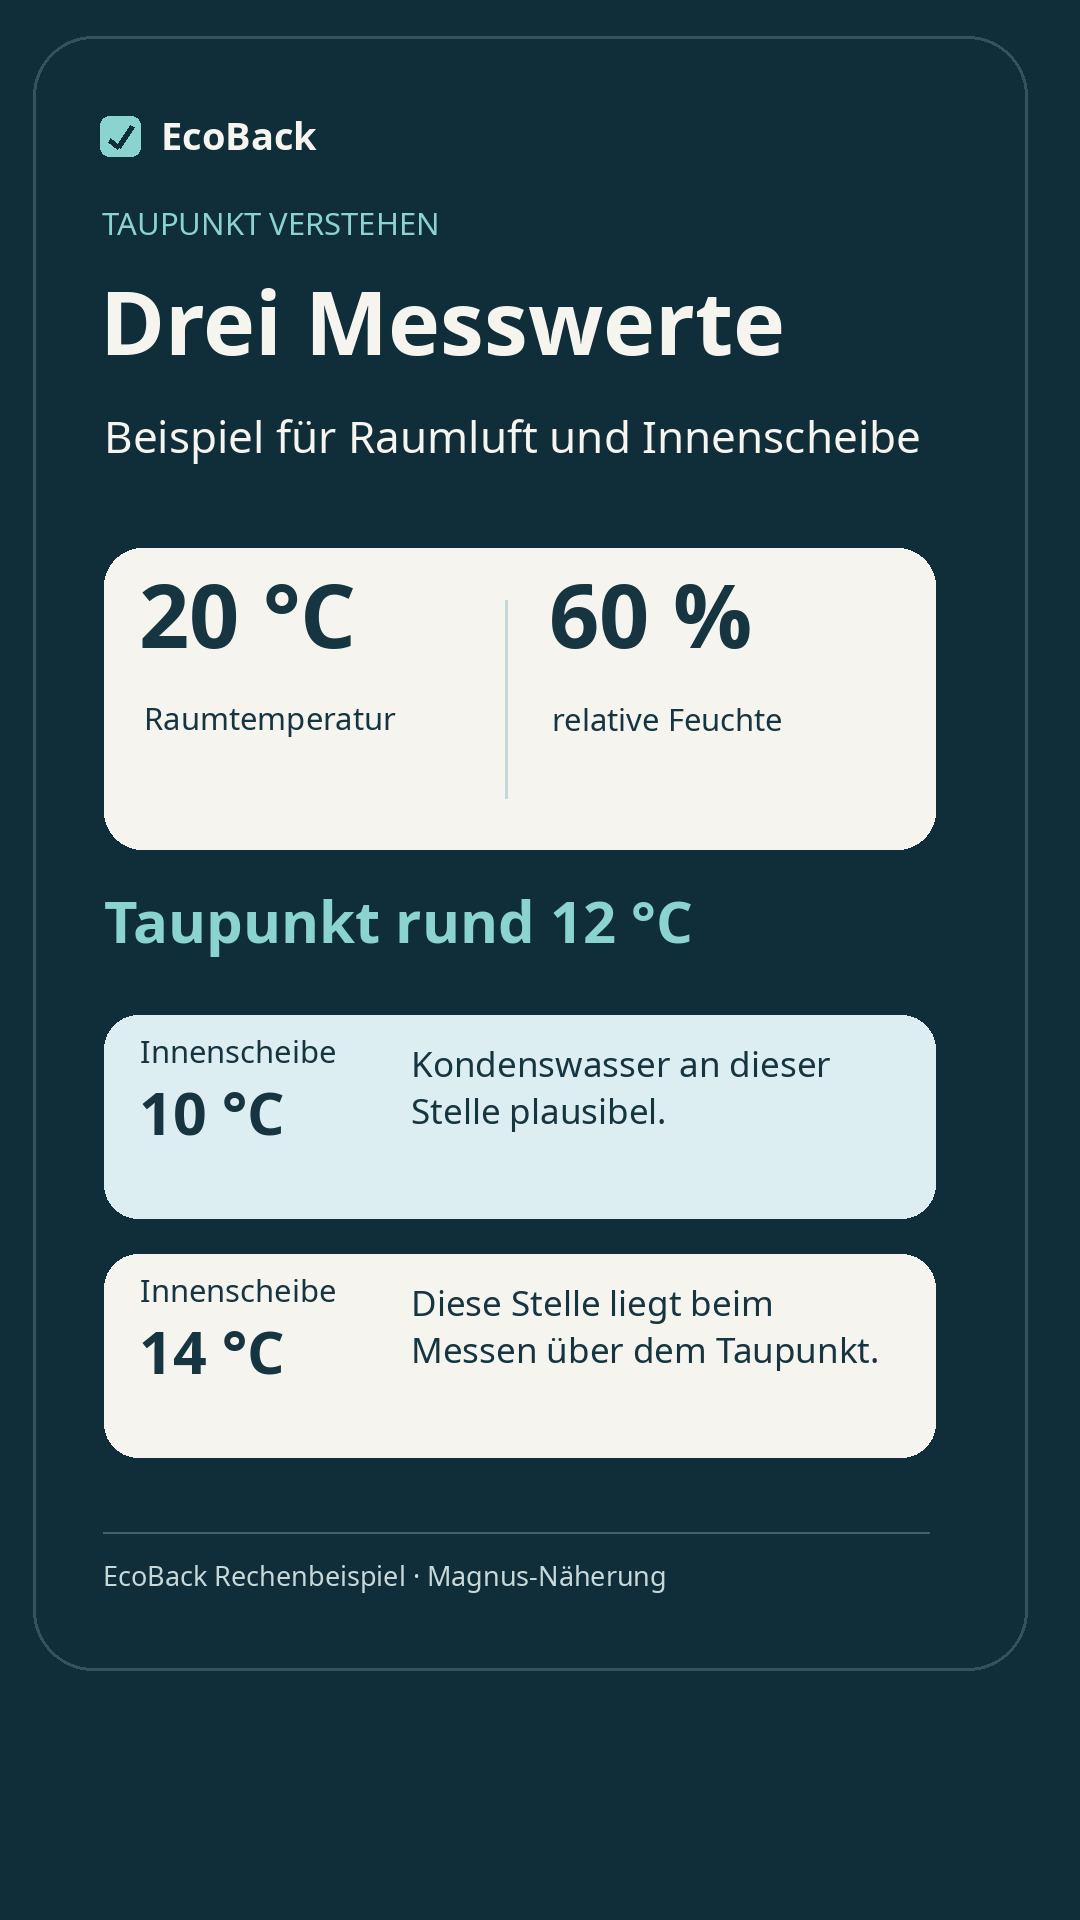 EcoBack
TAUPUNKT VERSTEHEN
Drei Messwerte
Beispiel für Raumluft und Innenscheibe
20 °C
Raumtemperatur
60 %
relative Feuchte
Taupunkt rund 12 °C
Innenscheibe
10 °C
Kondenswasser an dieser
Stelle plausibel.
Innenscheibe
14 °C
Diese Stelle liegt beim
Messen über dem Taupunkt.
EcoBack Rechenbeispiel · Magnus-Näherung